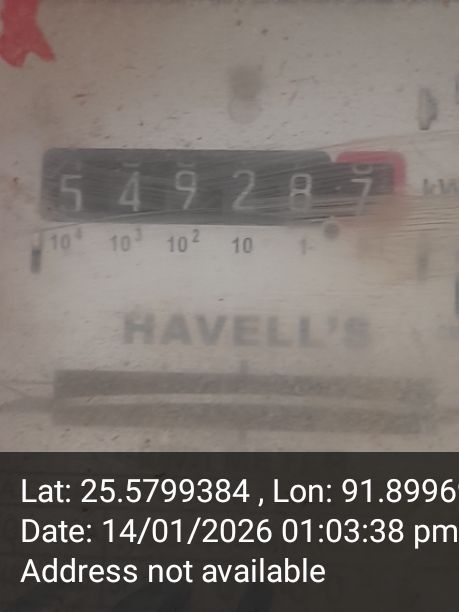 5 4 9 2 8 7
kW
10⁴ 10³ 10² 10 1
HAVELL'S
Lat: 25.5799384 , Lon: 91.8996
Date: 14/01/2026 01:03:38 pm
Address not available